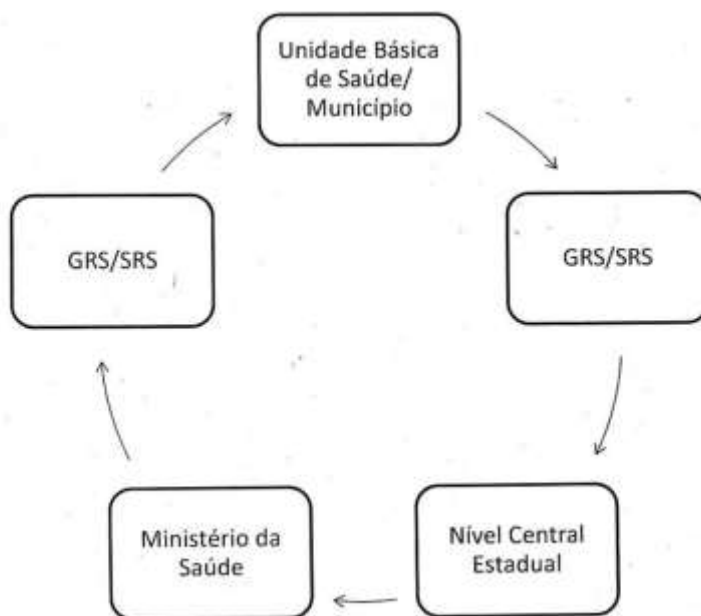 Unidade Básica
de Saúde/
Município
GRS/SRS
GRS/SRS
Ministério da
Saúde
Nível Central
Estadual